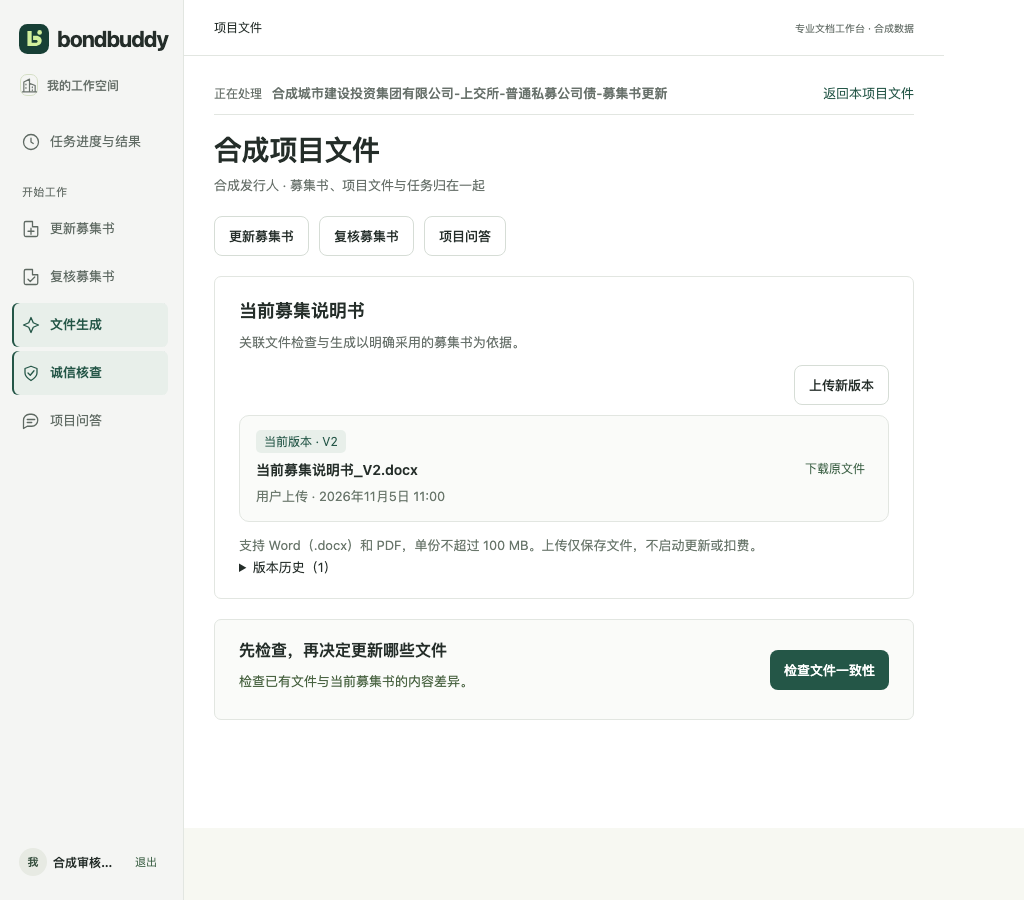 bondbuddy
我的工作空间
任务进度与结果
开始工作
更新募集书
复核募集书
文件生成
诚信核查
项目问答
我 合成审核... 退出
项目文件
专业文档工作台 · 合成数据
正在处理 合成城市建设投资集团有限公司-上交所-普通私募公司债-募集书更新
返回本项目文件
合成项目文件
合成发行人 · 募集书、项目文件与任务归在一起
更新募集书 复核募集书 项目问答
当前募集说明书
关联文件检查与生成以明确采用的募集书为依据。
上传新版本
当前版本 · V2
当前募集说明书_V2.docx
下载原文件
用户上传 · 2026年11月5日 11:00
支持 Word（.docx）和 PDF，单份不超过 100 MB。上传仅保存文件，不启动更新或扣费。
▶ 版本历史（1）
先检查，再决定更新哪些文件
检查已有文件与当前募集书的内容差异。
检查文件一致性